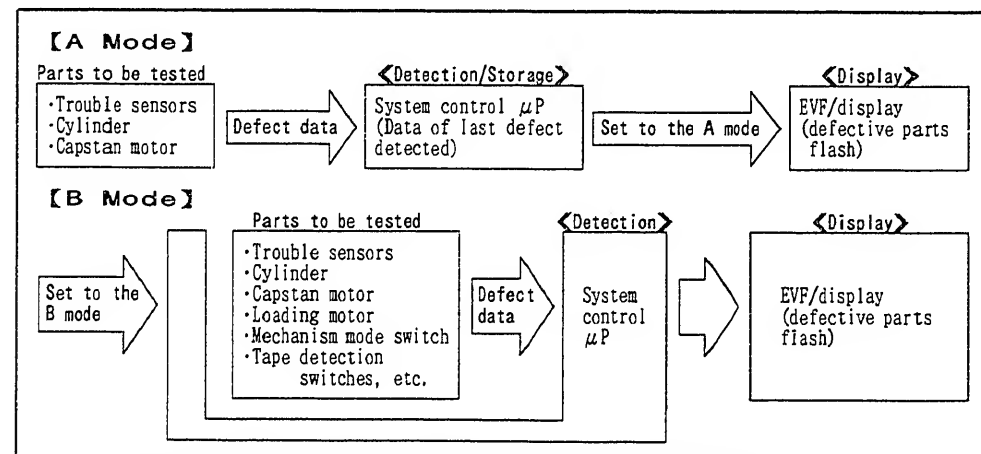 【A Mode】
Parts to be tested
・Trouble sensors
・Cylinder
・Capstan motor
Defect data
《Detection/Storage》
System control μP
(Data of last defect
detected)
Set to the A mode
《Display》
EVF/display
(defective parts
flash)
【B Mode】
Set to the
B mode
Parts to be tested
・Trouble sensors
・Cylinder
・Capstan motor
・Loading motor
・Mechanism mode switch
・Tape detection
switches, etc.
Defect
data
《Detection》
System
control
μP
《Display》
EVF/display
(defective parts
flash)